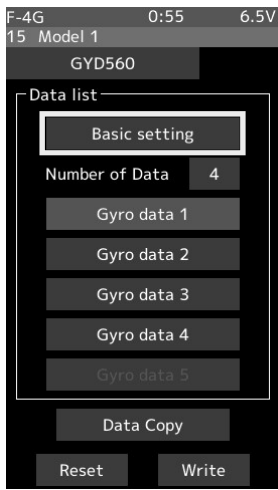 F-4G 0:55 6.5V
15 Model 1
GYD560
Data list
Basic setting
Number of Data 4
Gyro data 1
Gyro data 2
Gyro data 3
Gyro data 4
Gyro data 5
Data Copy
Reset Write